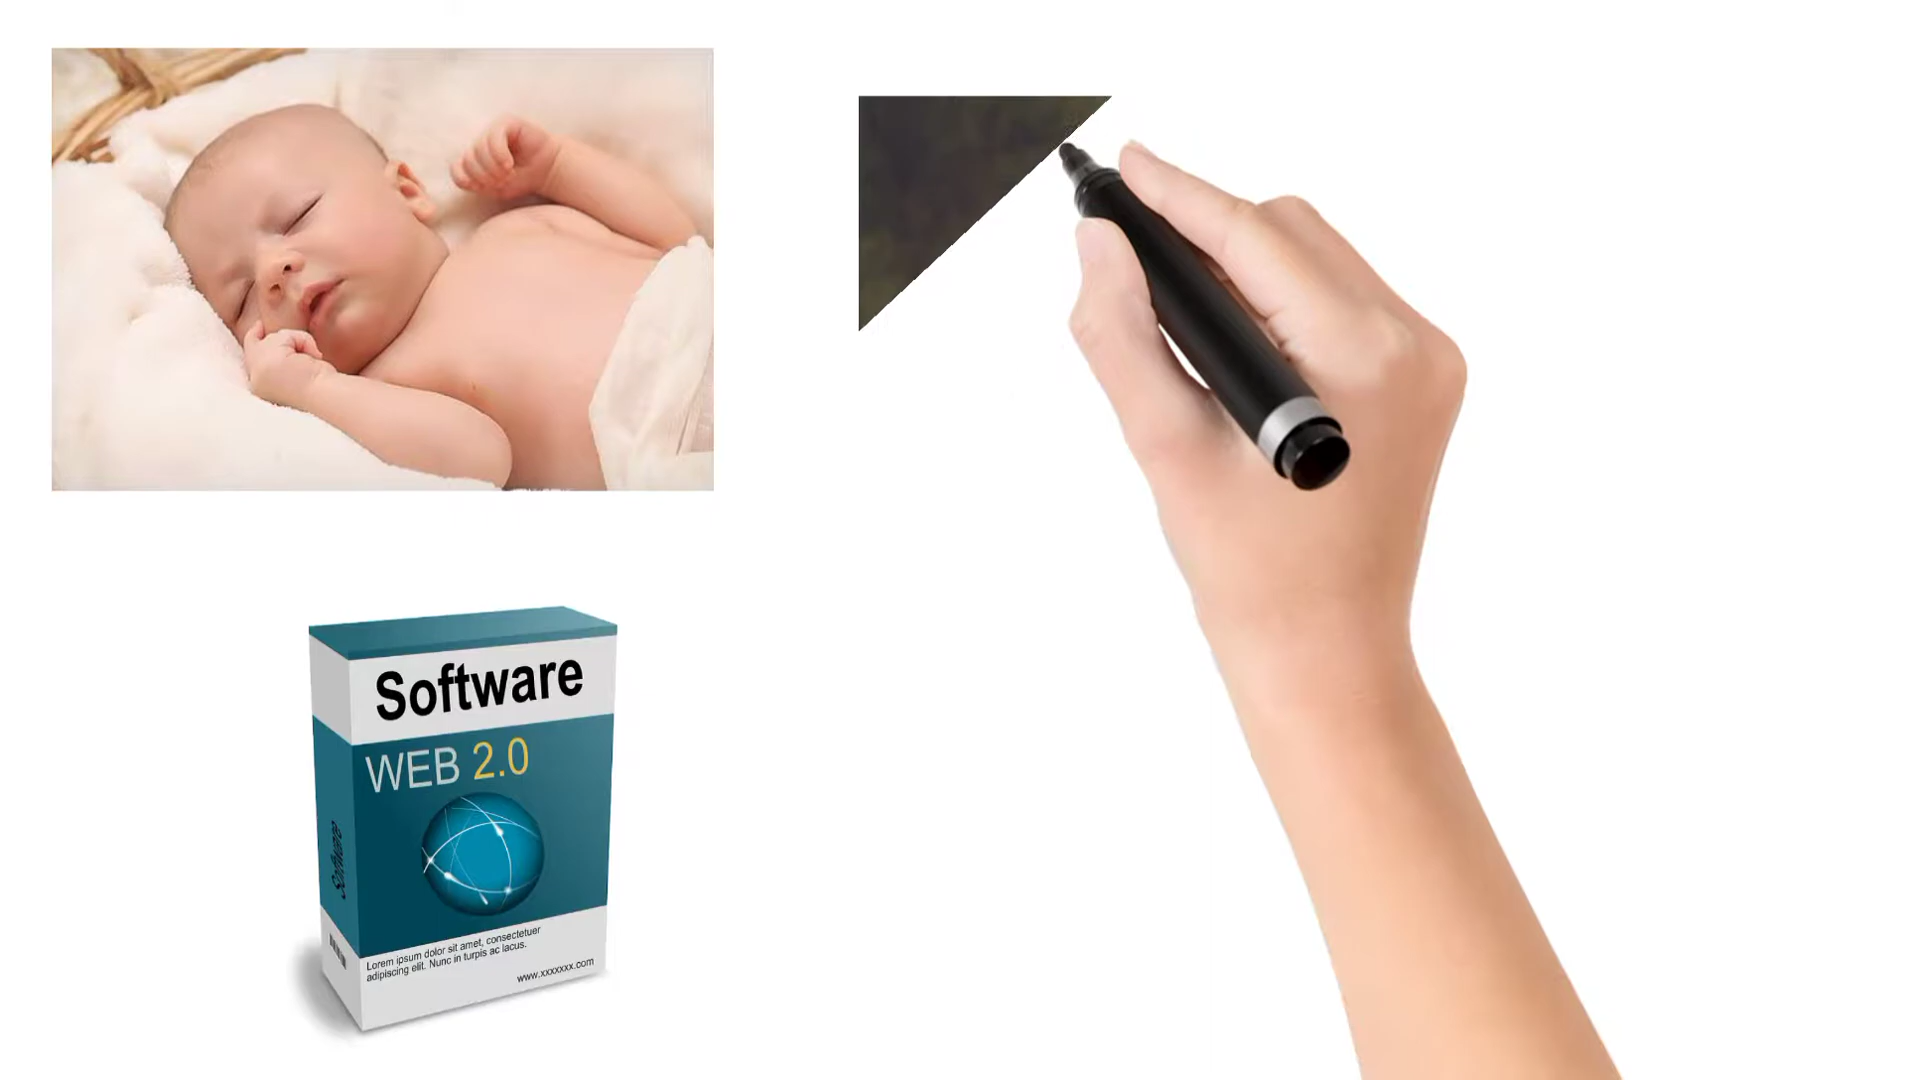 Software
WEB 2.0
Software
Lorem ipsum dolor sit amet, consectetuer
adipiscing elit. Nunc in turpis ac lacus.
www.xxxxxxx.com